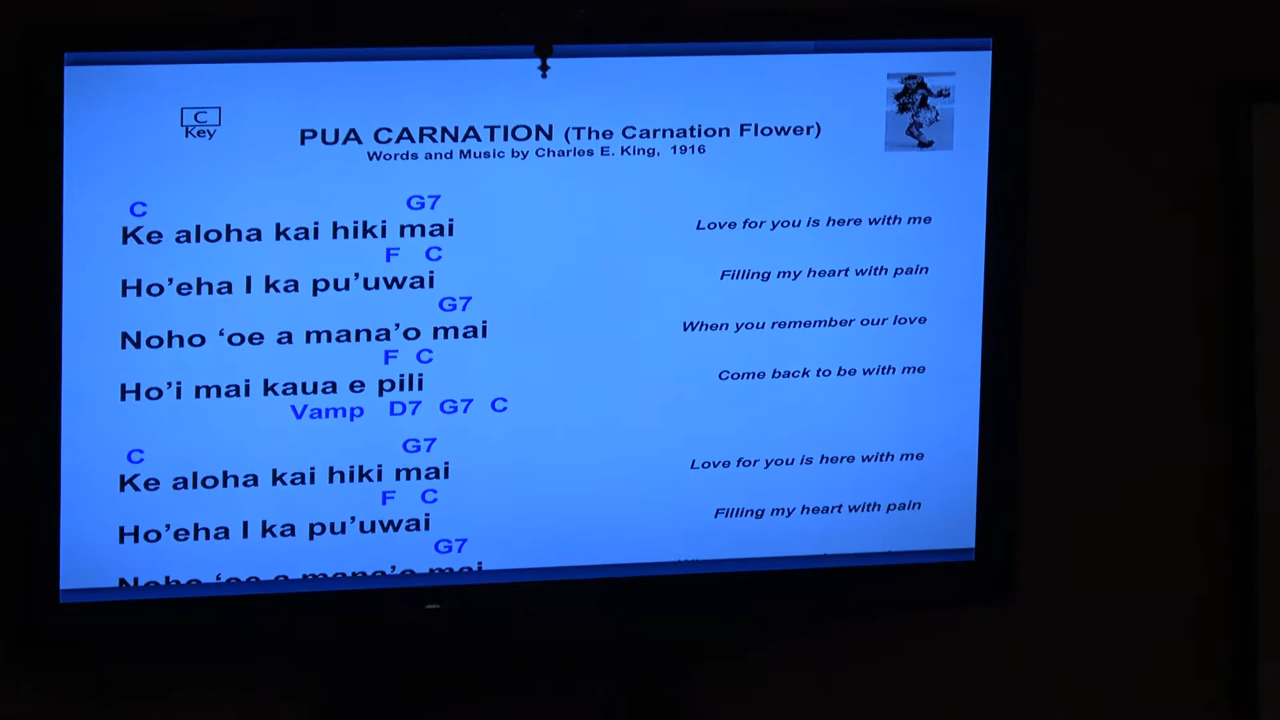 C
Key
PUA CARNATION (The Carnation Flower)
Words and Music by Charles E. King, 1916
C G7
Ke aloha kai hiki mai Love for you is here with me
F C
Ho’eha I ka pu’uwai Filling my heart with pain
G7
Noho ‘oe a mana’o mai When you remember our love
F C
Ho’i mai kaua e pili Come back to be with me
Vamp D7 G7 C
C G7
Ke aloha kai hiki mai Love for you is here with me
F C
Ho’eha I ka pu’uwai Filling my heart with pain
G7
Noho ‘oe a mana’o mai